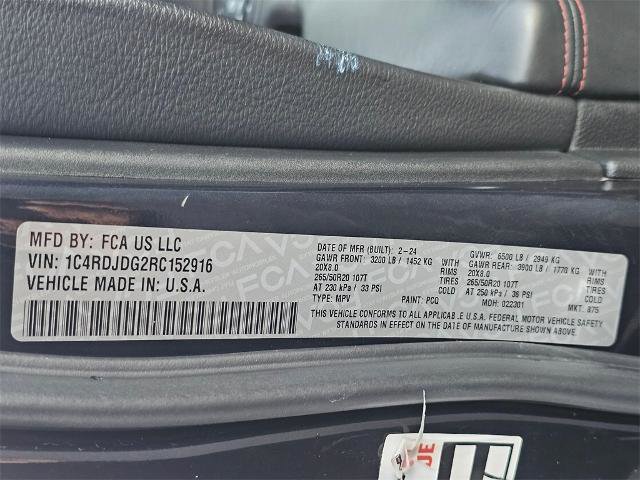 MFD BY: FCA US LLC
VIN: 1C4RDJDG2RC152916
VEHICLE MADE IN: U.S.A.
DATE OF MFR (BUILT): 2-24 GVWR: 6500 LB / 2949 KG
GAWR FRONT: 3200 LB / 1452 KG WITH GAWR REAR: 3900 LB / 1770 KG WITH
20X8.0 RIMS 20X8.0 RIMS
265/50R20 107T TIRES 265/50R20 107T TIRES
AT 230 kPa / 33 PSI COLD AT 250 kPa / 36 PSI COLD
TYPE: MPV PAINT: PCQ MDH: 022301 MKT: 875
THIS VEHICLE CONFORMS TO ALL APPLICABLE U.S.A. FEDERAL MOTOR VEHICLE SAFETY
STANDARDS IN EFFECT ON THE DATE OF MANUFACTURE SHOWN ABOVE.